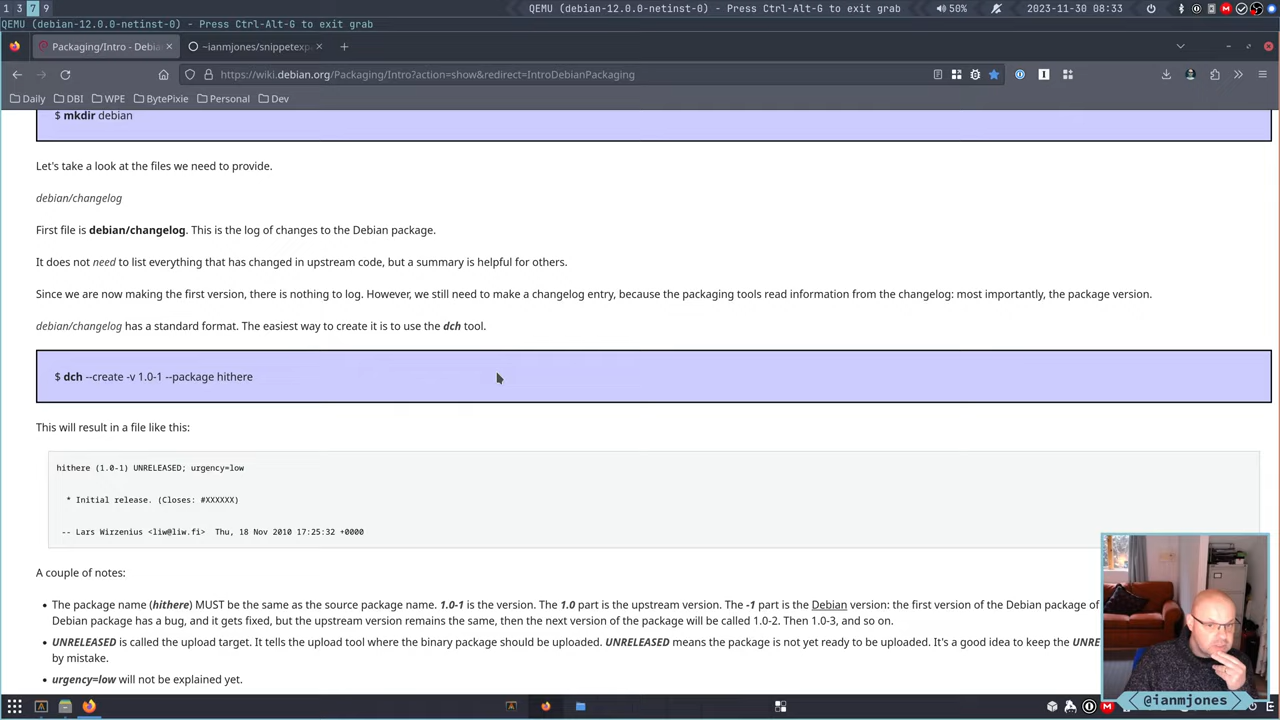 1 3 7 9
QEMU (debian-12.0.0-netinst-0) - Press Ctrl-Alt-G to exit grab
50%
2023-11-30 08:33
QEMU (debian-12.0.0-netinst-0) - Press Ctrl-Alt-G to exit grab
Packaging/Intro - Debia
~ianmjones/snippetexp
https://wiki.debian.org/Packaging/Intro?action=show&redirect=IntroDebianPackaging
Daily DBI WPE BytePixie Personal Dev
$ mkdir debian
Let's take a look at the files we need to provide.
debian/changelog
First file is debian/changelog. This is the log of changes to the Debian package.
It does not need to list everything that has changed in upstream code, but a summary is helpful for others.
Since we are now making the first version, there is nothing to log. However, we still need to make a changelog entry, because the packaging tools read information from the changelog: most importantly, the package version.
debian/changelog has a standard format. The easiest way to create it is to use the dch tool.
$ dch --create -v 1.0-1 --package hithere
This will result in a file like this:
hithere (1.0-1) UNRELEASED; urgency=low
* Initial release. (Closes: #XXXXXX)
-- Lars Wirzenius <liw@liw.fi>  Thu, 18 Nov 2010 17:25:32 +0000
A couple of notes:
• The package name (hithere) MUST be the same as the source package name. 1.0-1 is the version. The 1.0 part is the upstream version. The -1 part is the Debian version: the first version of the Debian package of
Debian package has a bug, and it gets fixed, but the upstream version remains the same, then the next version of the package will be called 1.0-2. Then 1.0-3, and so on.
• UNRELEASED is called the upload target. It tells the upload tool where the binary package should be uploaded. UNRELEASED means the package is not yet ready to be uploaded. It's a good idea to keep the UNRE
by mistake.
• urgency=low will not be explained yet.
@ianmjones